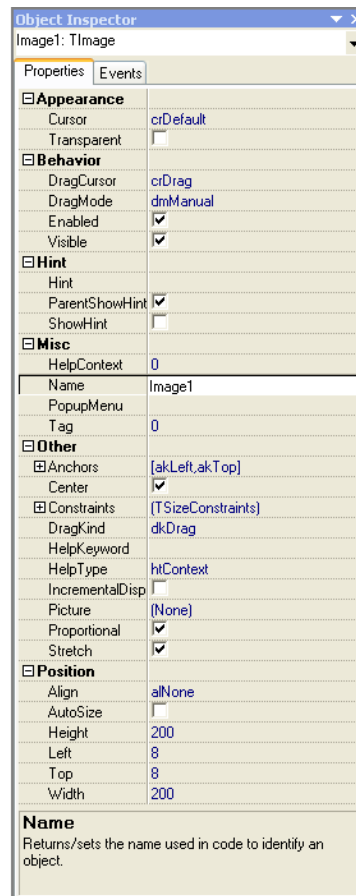 Object Inspector
Image1: TImage
Properties Events
Appearance
Cursor crDefault
Transparent
Behavior
DragCursor crDrag
DragMode dmManual
Enabled
Visible
Hint
Hint
ParentShowHint
ShowHint
Misc
HelpContext 0
Name Image1
PopupMenu
Tag 0
Other
Anchors [akLeft,akTop]
Center
Constraints (TSizeConstraints)
DragKind dkDrag
HelpKeyword
HelpType htContext
IncrementalDisp
Picture (None)
Proportional
Stretch
Position
Align alNone
AutoSize
Height 200
Left 8
Top 8
Width 200
Name
Returns/sets the name used in code to identify an
object.